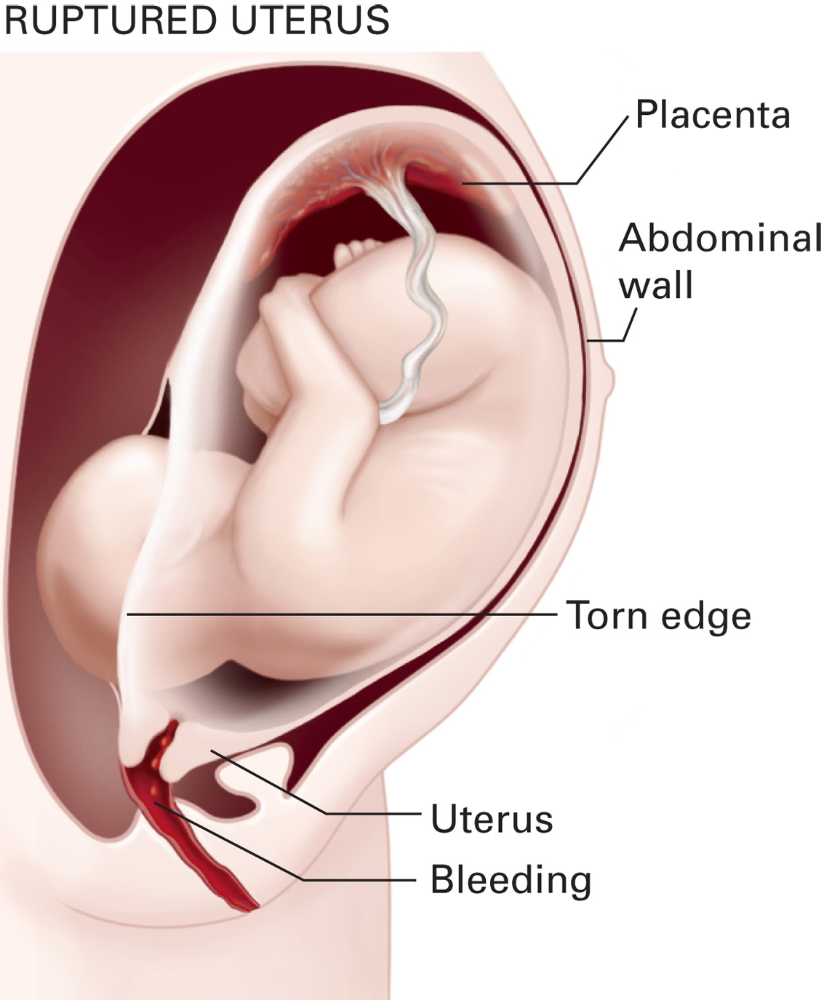 RUPTURED UTERUS
Placenta
Abdominal
wall
Torn edge
Uterus
Bleeding